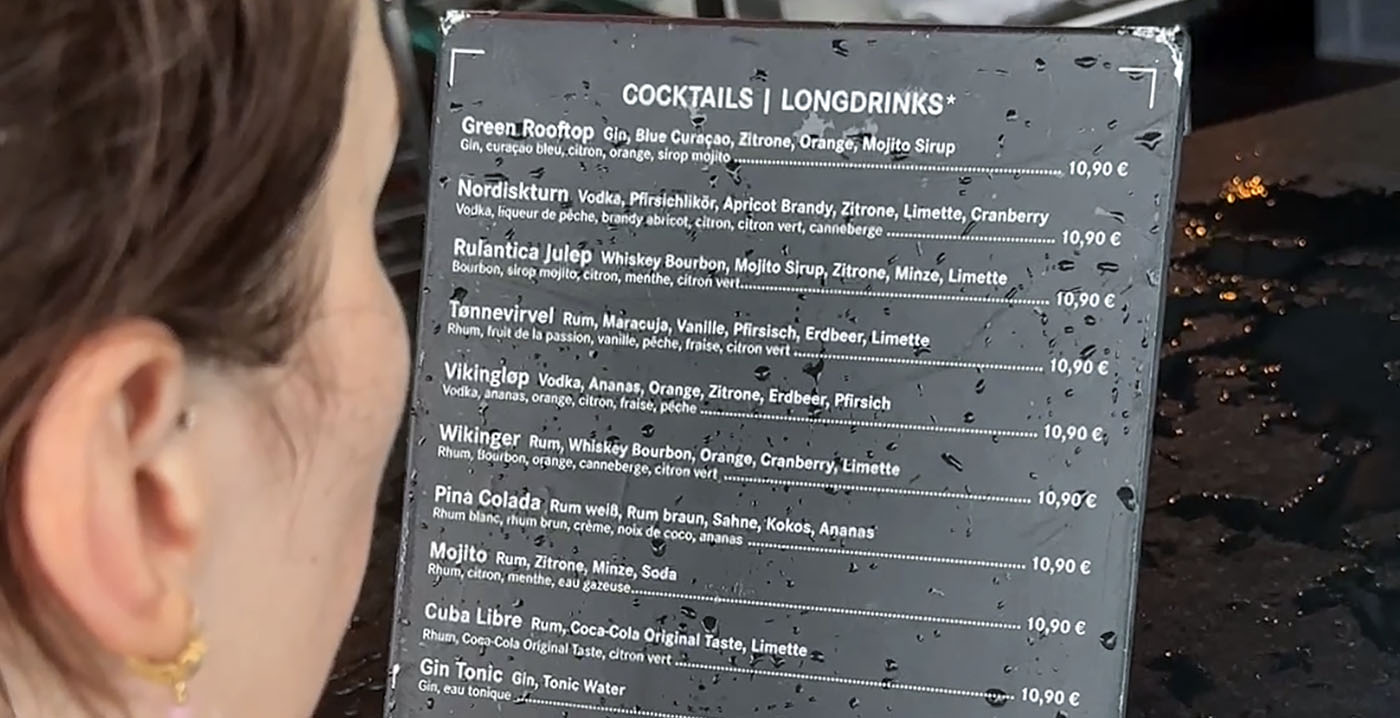 COCKTAILS | LONGDRINKS*
Green Rooftop Gin, Blue Curaçao, Zitrone, Orange, Mojito Sirup
Gin, curaçao bleu, citron, orange, sirop mojito 10,90 €
Nordiskturn Vodka, Pfirsichlikör, Apricot Brandy, Zitrone, Limette, Cranberry
Vodka, liqueur de pêche, brandy abricot, citron, citron vert, canneberge 10,90 €
Rulantica Julep Whiskey Bourbon, Mojito Sirup, Zitrone, Minze, Limette
Bourbon, sirop mojito, citron, menthe, citron vert 10,90 €
Tønnevirvel Rum, Maracuja, Vanille, Pfirsisch, Erdbeer, Limette
Rhum, fruit de la passion, vanille, pêche, fraise, citron vert 10,90 €
Vikingløp Vodka, Ananas, Orange, Zitrone, Erdbeer, Pfirsich
Vodka, ananas, orange, citron, fraise, pêche 10,90 €
Wikinger Rum, Whiskey Bourbon, Orange, Cranberry, Limette
Rhum, Bourbon, orange, canneberge, citron vert 10,90 €
Pina Colada Rum weiß, Rum braun, Sahne, Kokos, Ananas
Rhum blanc, rhum brun, crème, noix de coco, ananas 10,90 €
Mojito Rum, Zitrone, Minze, Soda
Rhum, citron, menthe, eau gazeuse 10,90 €
Cuba Libre Rum, Coca-Cola Original Taste, Limette
Rhum, Coca-Cola Original Taste, citron vert 10,90 €
Gin Tonic Gin, Tonic Water
Gin, eau tonique